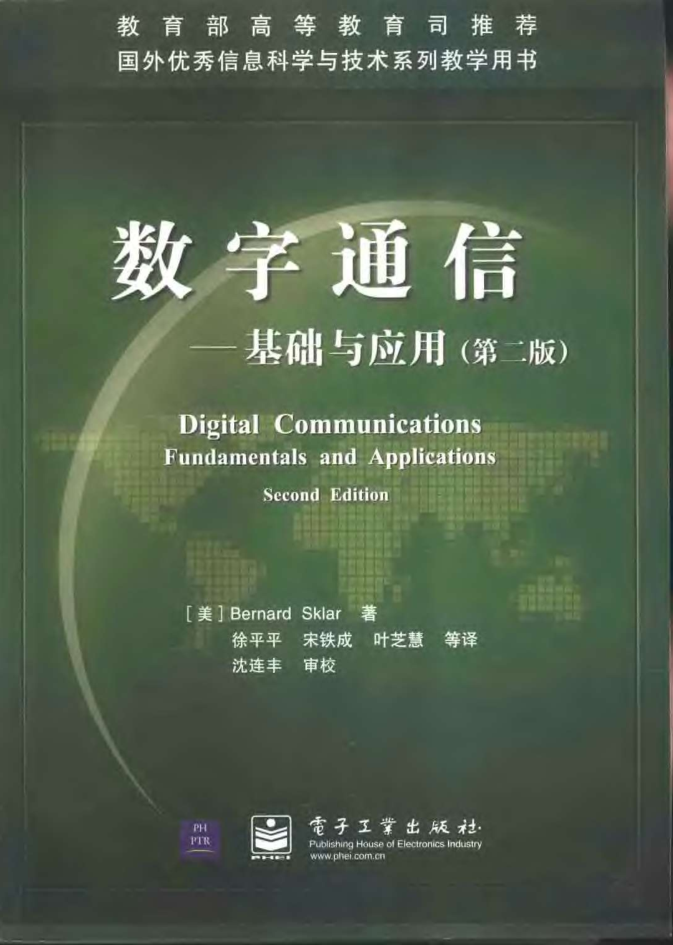 教育部高等教育司推荐
国外优秀信息科学与技术系列教学用书
数字通信
——基础与应用(第二版)
Digital Communications
Fundamentals and Applications
Second Edition
[美] Bernard Sklar 著
徐平平 宋铁成 叶芝慧 等译
沈连丰 审校
PH
PTR
PHEI
電子工業出版社·
Publishing House of Electronics Industry
www.phei.com.cn